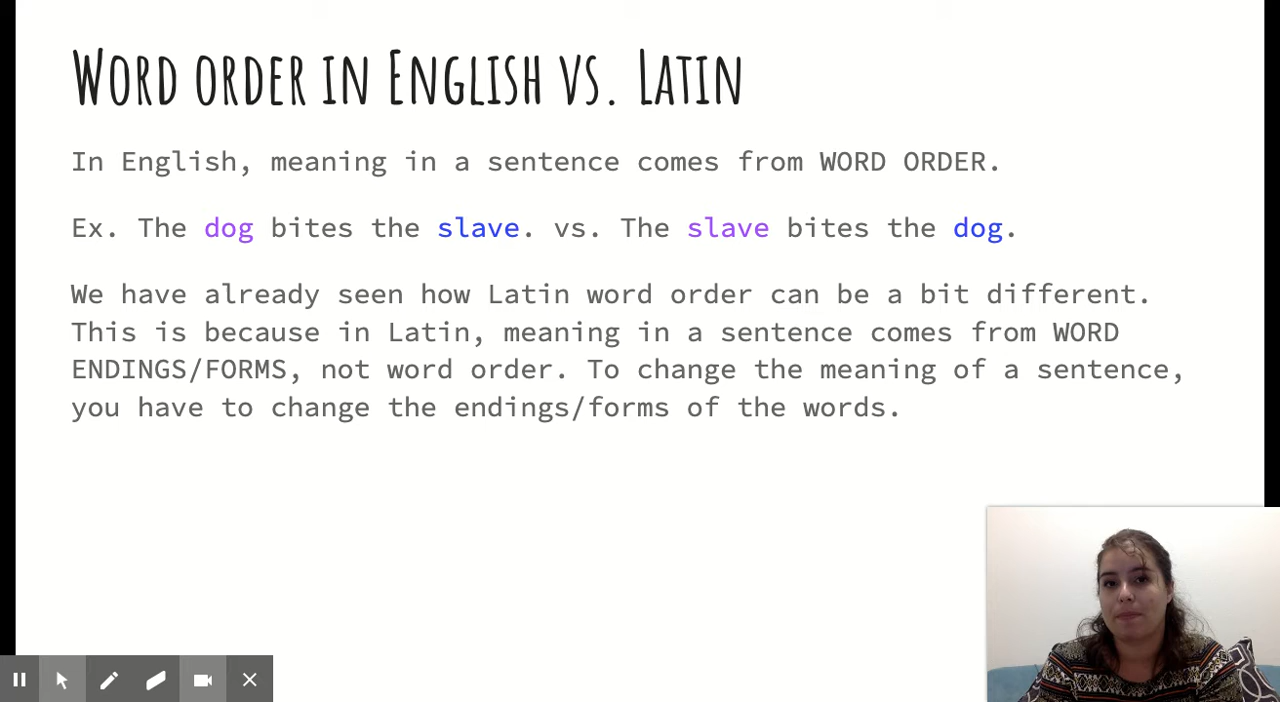 Word order in English vs. Latin
In English, meaning in a sentence comes from WORD ORDER.
Ex. The dog bites the slave. vs. The slave bites the dog.
We have already seen how Latin word order can be a bit different.
This is because in Latin, meaning in a sentence comes from WORD
ENDINGS/FORMS, not word order. To change the meaning of a sentence,
you have to change the endings/forms of the words.